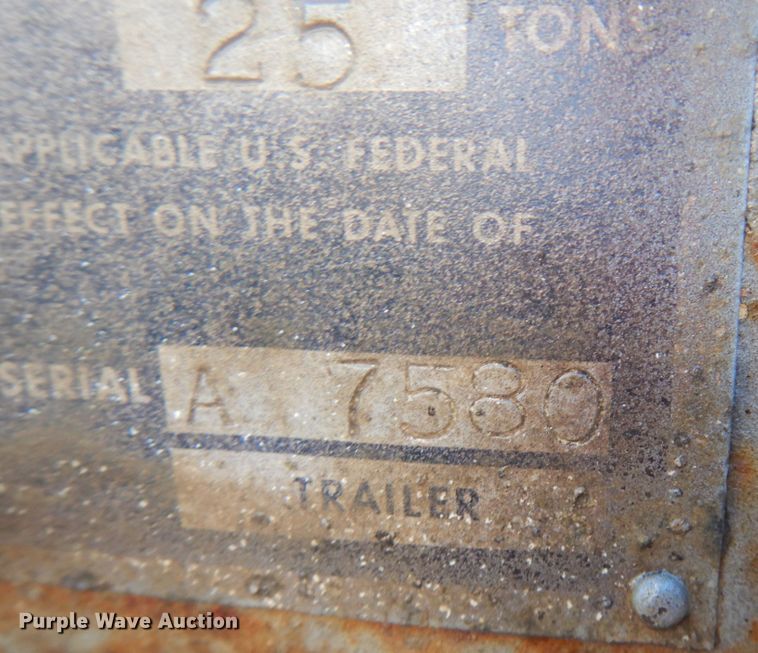 25 TONS
APPLICABLE U.S. FEDERAL
EFFECT ON THE DATE OF
SERIAL A 7580
TRAILER
Purple Wave Auction